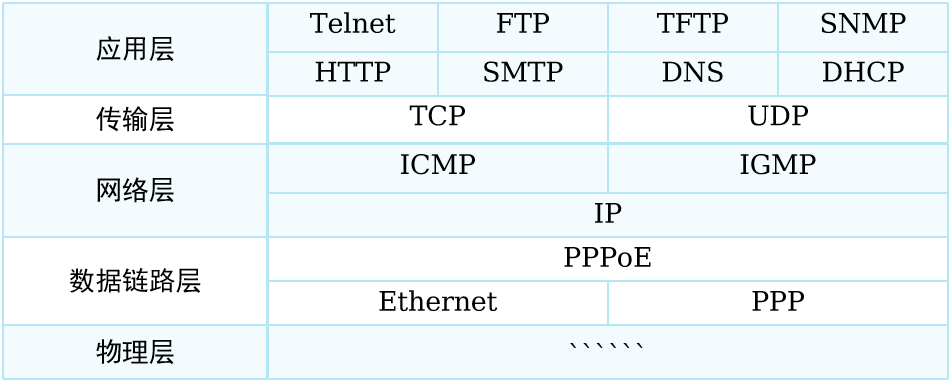 应用层
Telnet FTP TFTP SNMP
HTTP SMTP DNS DHCP
传输层
TCP UDP
网络层
ICMP IGMP
IP
数据链路层
PPPoE
Ethernet PPP
物理层
``````